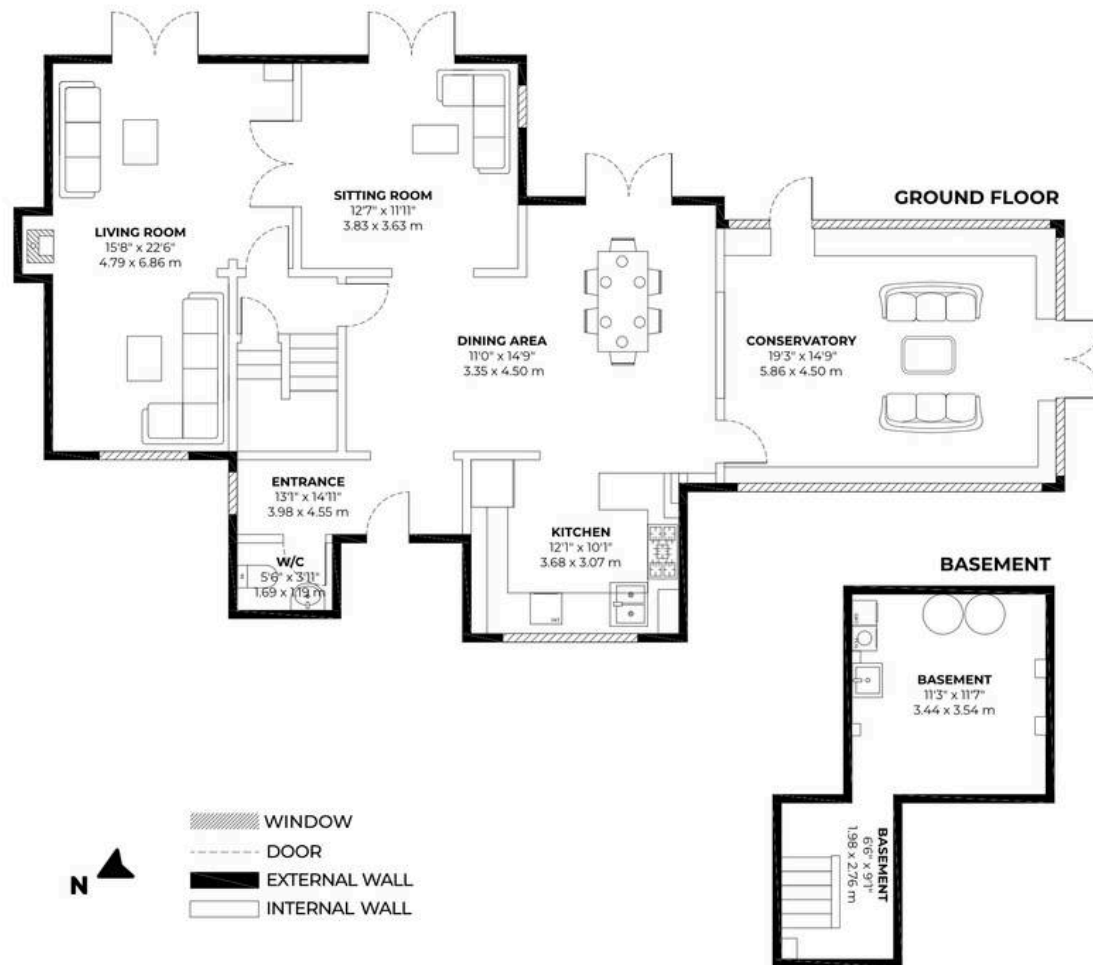 GROUND FLOOR
LIVING ROOM
15'8" x 22'6"
4.79 x 6.86 m
SITTING ROOM
12'7" x 11'11"
3.83 x 3.63 m
DINING AREA
11'0" x 14'9"
3.35 x 4.50 m
CONSERVATORY
19'3" x 14'9"
5.86 x 4.50 m
ENTRANCE
13'1" x 14'11"
3.98 x 4.55 m
W/C
5'6" x 3'11"
1.69 x 1.19 m
KITCHEN
12'1" x 10'1"
3.68 x 3.07 m
BASEMENT
BASEMENT
11'3" x 11'7"
3.44 x 3.54 m
BASEMENT
6'6" x 9'1"
1.98 x 2.76 m
WINDOW
DOOR
EXTERNAL WALL
INTERNAL WALL
N